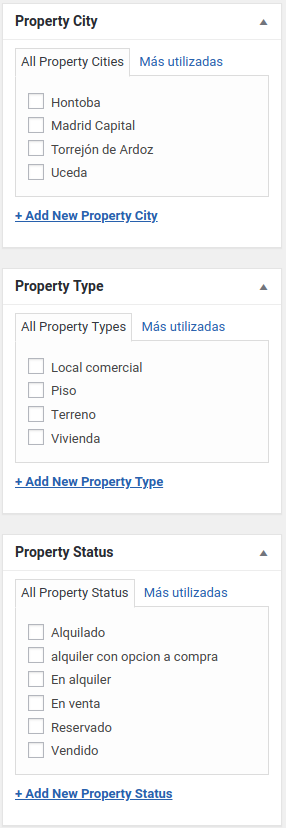 Property City
All Property Cities Más utilizadas
Hontoba
Madrid Capital
Torrejón de Ardoz
Uceda
+ Add New Property City
Property Type
All Property Types Más utilizadas
Local comercial
Piso
Terreno
Vivienda
+ Add New Property Type
Property Status
All Property Status Más utilizadas
Alquilado
alquiler con opcion a compra
En alquiler
En venta
Reservado
Vendido
+ Add New Property Status